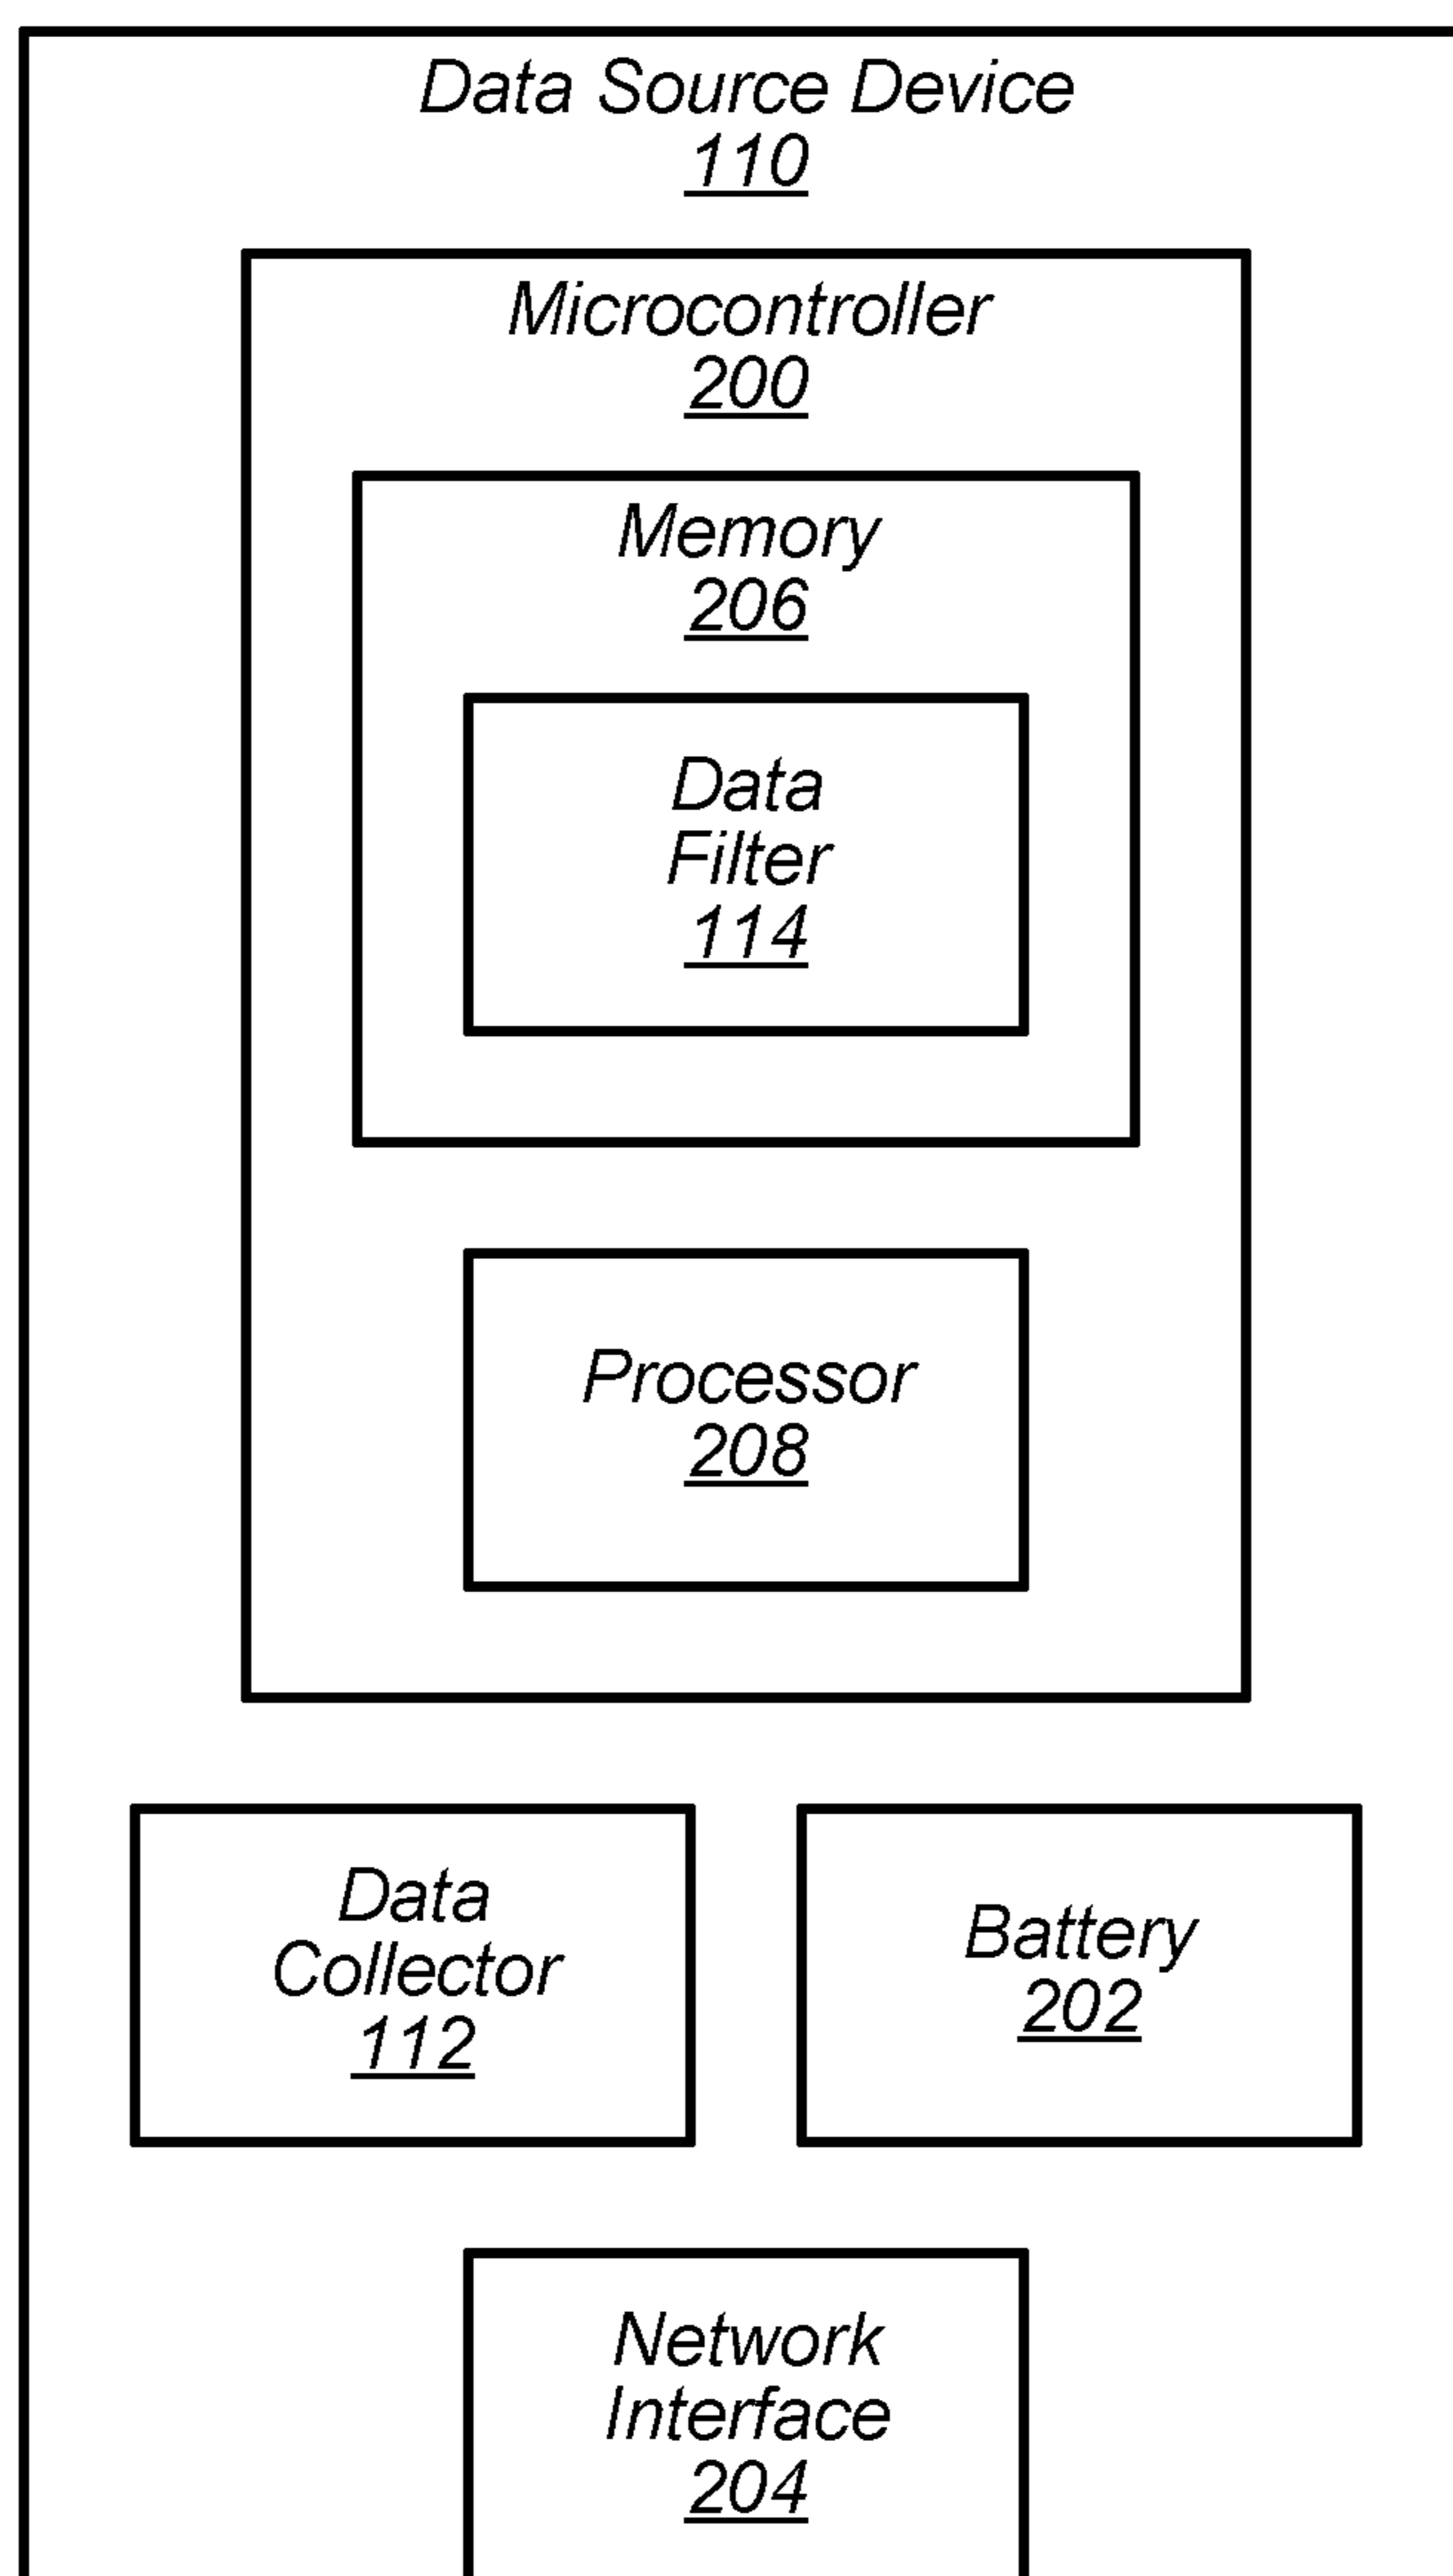 Data Source Device
110
Microcontroller
200
Memory
206
Data
Filter
114
Processor
208
Data
Collector
112
Battery
202
Network
Interface
204